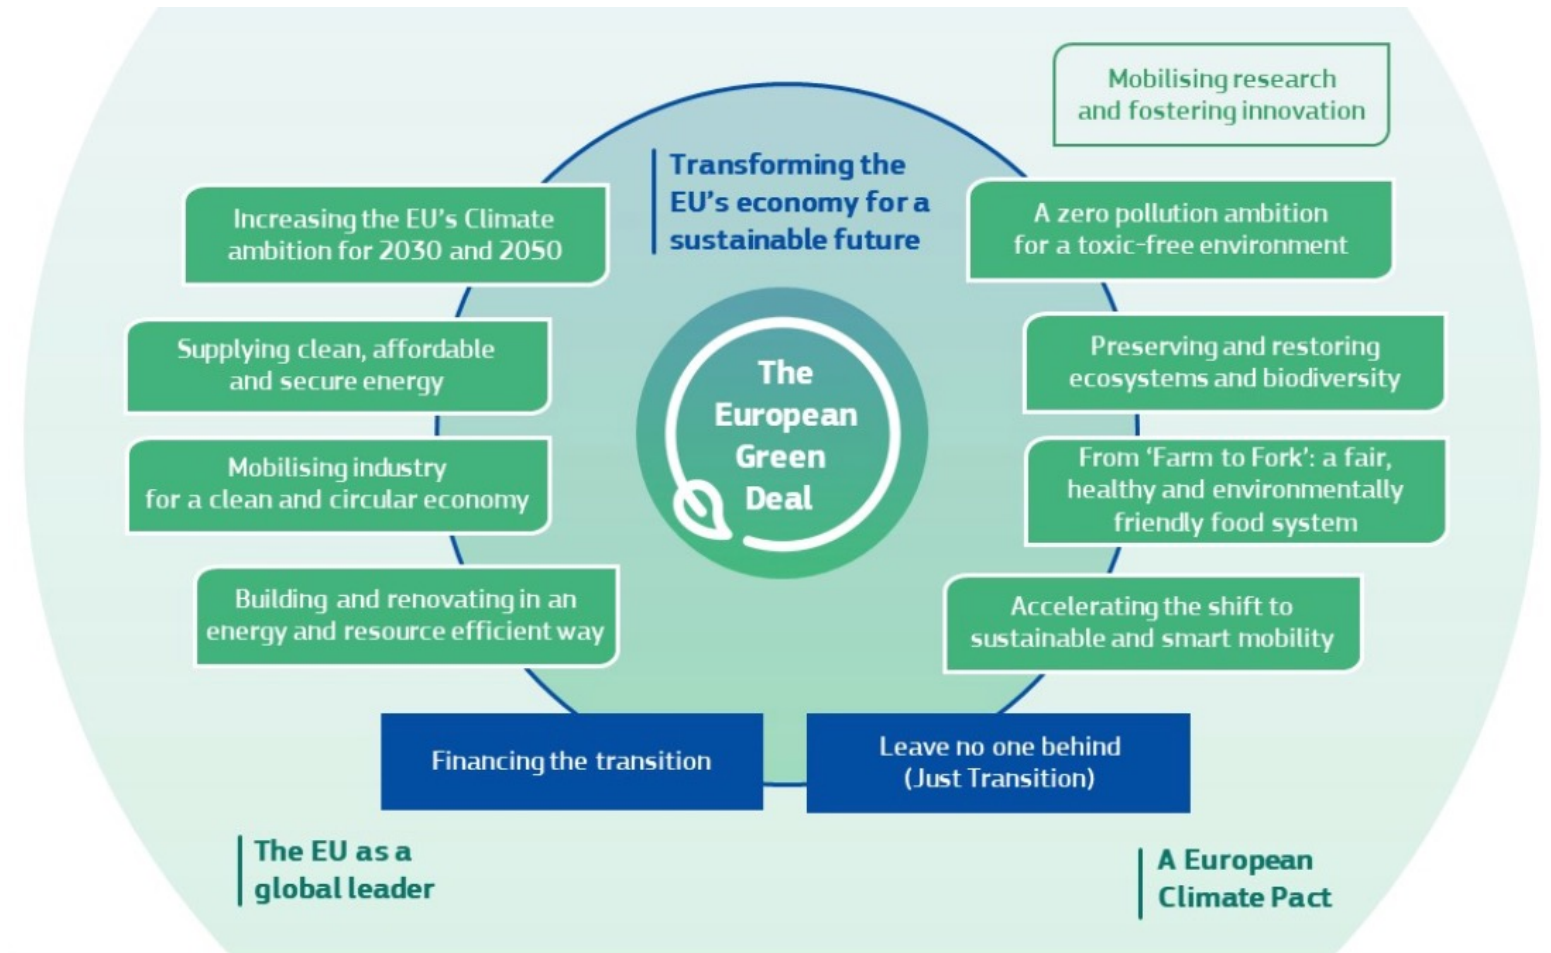 Mobilising research
and fostering innovation
Transforming the
EU's economy for a
sustainable future
Increasing the EU's Climate
ambition for 2030 and 2050
A zero pollution ambition
for a toxic-free environment
Supplying clean, affordable
and secure energy
Preserving and restoring
ecosystems and biodiversity
The
European
Green
Deal
Mobilising industry
for a clean and circular economy
From ‘Farm to Fork’: a fair,
healthy and environmentally
friendly food system
Building and renovating in an
energy and resource efficient way
Accelerating the shift to
sustainable and smart mobility
Financing the transition
Leave no one behind
(Just Transition)
The EU as a
global leader
A European
Climate Pact